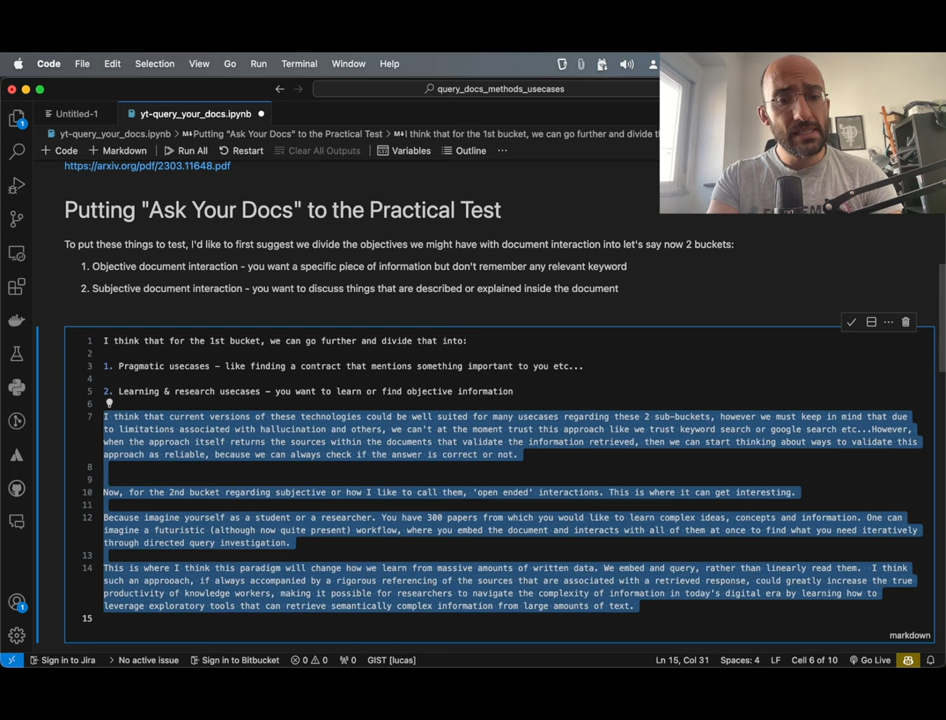 Code File Edit Selection View Go Run Terminal Window Help
query_docs_methods_usecases
Untitled-1 yt-query_your_docs.ipynb
yt-query_your_docs.ipynb > Putting "Ask Your Docs" to the Practical Test > I think that for the 1st bucket, we can go further and divide tha
+ Code + Markdown Run All Restart Clear All Outputs Variables Outline ...
https://arxiv.org/pdf/2303.11648.pdf
Putting "Ask Your Docs" to the Practical Test
To put these things to test, I'd like to first suggest we divide the objectives we might have with document interaction into let's say now 2 buckets:
1. Objective document interaction - you want a specific piece of information but don't remember any relevant keyword
2. Subjective document interaction - you want to discuss things that are described or explained inside the document
1 I think that for the 1st bucket, we can go further and divide that into:
2
3 1. Pragmatic usecases - like finding a contract that mentions something important to you etc...
4
5 2. Learning & research usecases - you want to learn or find objective information
6
7 I think that current versions of these technologies could be well suited for many usecases regarding these 2 sub-buckets, however we must keep in mind that due
to limitations associated with hallucination and others, we can't at the moment trust this approach like we trust keyword search or google search etc...However,
when the approach itself returns the sources within the documents that validate the information retrieved, then we can start thinking about ways to validate this
approach as reliable, because we can always check if the answer is correct or not.
8
9
10 Now, for the 2nd bucket regarding subjective or how I like to call them, 'open ended' interactions. This is where it can get interesting.
11
12 Because imagine yourself as a student or a researcher. You have 300 papers from which you would like to learn complex ideas, concepts and information. One can
imagine a futuristic (although now quite present) workflow, where you embed the document and interacts with all of them at once to find what you need iteratively
through directed query investigation.
13
14 This is where I think this paradigm will change how we learn from massive amounts of written data. We embed and query, rather than linearly read them.  I think
such an approoach, if always accompanied by a rigorous referencing of the sources that are associated with a retrieved response, could greatly increase the true
productivity of knowledge workers, making it possible for researchers to navigate the complexity of information in today's digital era by learning how to
leverage exploratory tools that can retrieve semantically complex information from large amounts of text.
15
markdown
Sign in to Jira > No active issue Sign in to Bitbucket 0 0 0 GIST [lucas] Ln 15, Col 31 Spaces: 4 LF Cell 6 of 10 Go Live